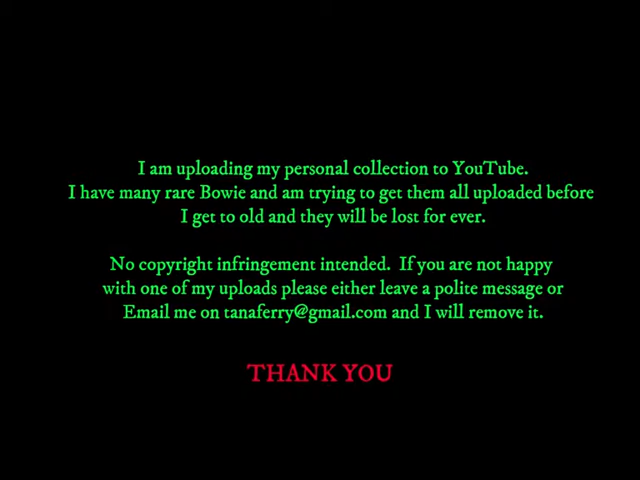 I am uploading my personal collection to YouTube.
I have many rare Bowie and am trying to get them all uploaded before
I get to old and they will be lost for ever.
No copyright infringement intended.  If you are not happy
with one of my uploads please either leave a polite message or
Email me on tanaferry@gmail.com and I will remove it.
THANK YOU